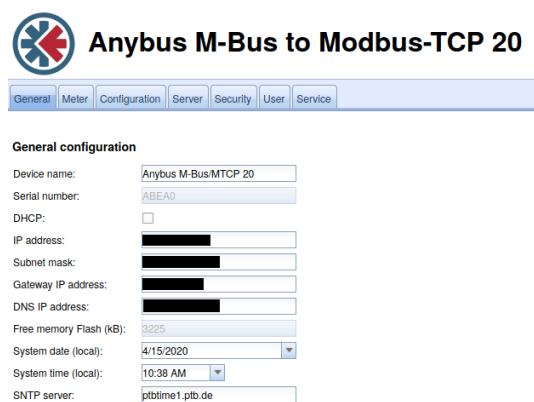 Anybus M-Bus to Modbus-TCP 20
General Meter Configuration Server Security User Service
General configuration
Device name: Anybus M-Bus/MTCP 20
Serial number: ABEA0
DHCP:
IP address:
Subnet mask:
Gateway IP address:
DNS IP address:
Free memory Flash (kB): 3225
System date (local): 4/15/2020
System time (local): 10:38 AM
SNTP server: ptbtime1.ptb.de